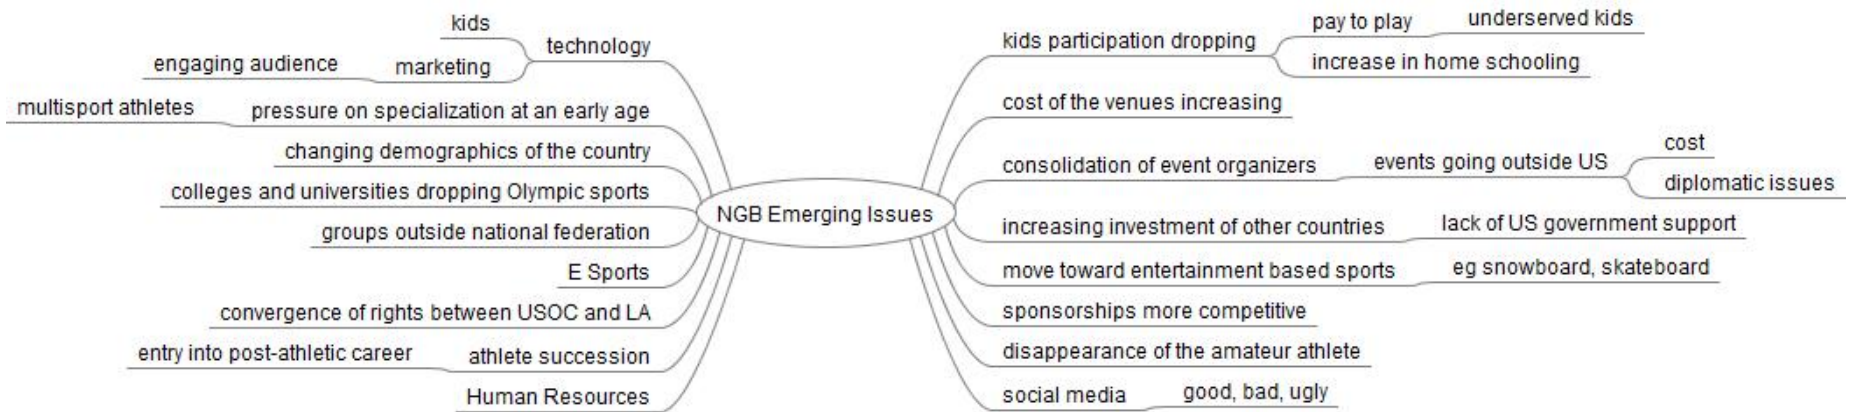 NGB Emerging Issues
technology
kids
marketing
engaging audience
pressure on specialization at an early age
multisport athletes
changing demographics of the country
colleges and universities dropping Olympic sports
groups outside national federation
E Sports
convergence of rights between USOC and LA
athlete succession
entry into post-athletic career
Human Resources
kids participation dropping
pay to play
underserved kids
increase in home schooling
cost of the venues increasing
consolidation of event organizers
events going outside US
cost
diplomatic issues
increasing investment of other countries
lack of US government support
move toward entertainment based sports
eg snowboard, skateboard
sponsorships more competitive
disappearance of the amateur athlete
social media
good, bad, ugly